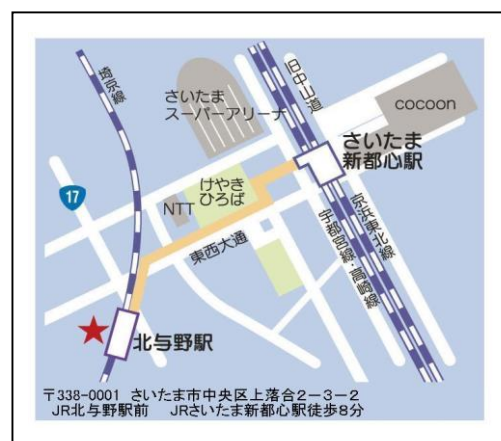 埼京線
さいたま
スーパーアリーナ
旧中山道
cocoon
さいたま
新都心駅
けやき
ひろば
NTT
17
東西大通
京浜東北線
宇都宮線・高崎線
北与野駅
〒338-0001 さいたま市中央区上落合2-3-2
JR北与野駅前 JRさいたま新都心駅徒歩8分